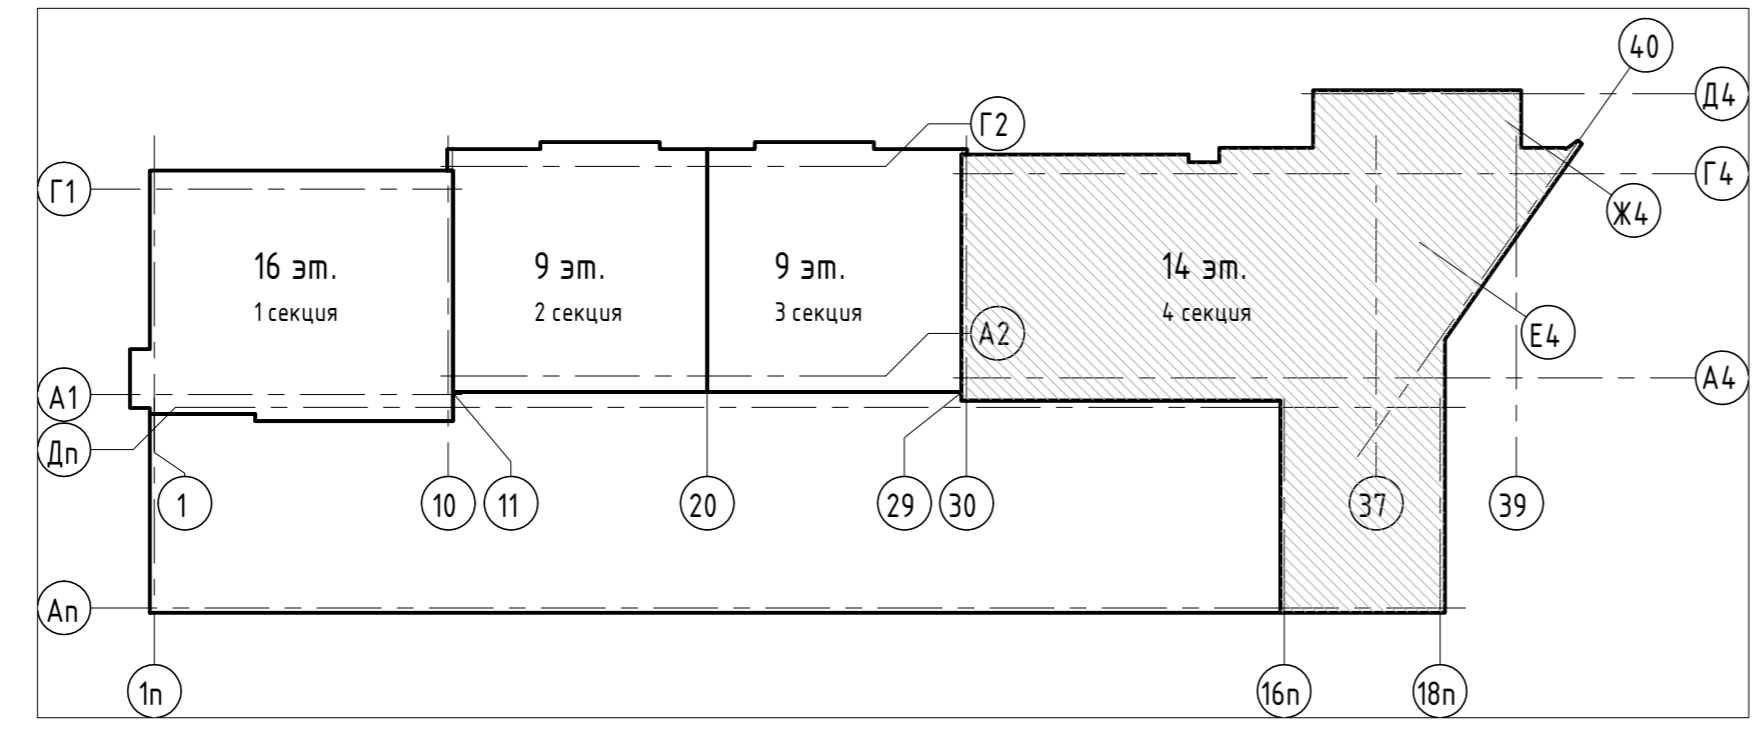 40
Д4
Г2
Г4
Г1
Ж4
16 эт.
1 секция
9 эт.
2 секция
9 эт.
3 секция
14 эт.
4 секция
А2
Е4
А4
А1
Дп
1
10
11
20
29
30
37
39
Ап
1п
16п
18п